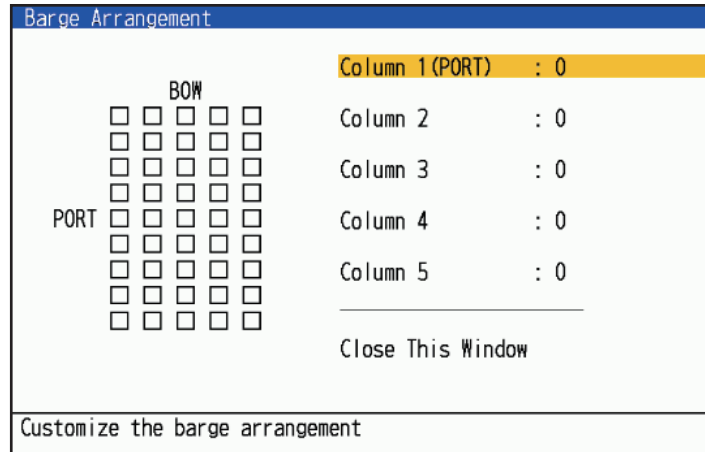 Barge Arrangement
BOW
PORT
Column 1(PORT) : 0
Column 2 : 0
Column 3 : 0
Column 4 : 0
Column 5 : 0
Close This Window
Customize the barge arrangement